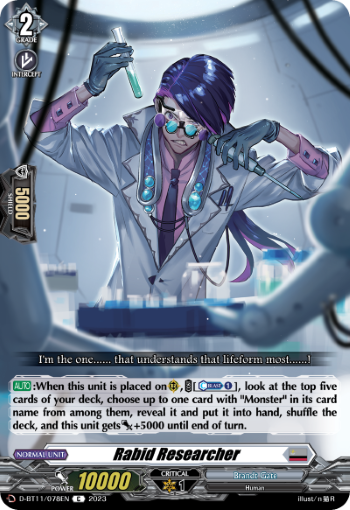 2
GRADE
INTERCEPT
5000
SHIELD
I'm the one...... that understands that lifeform most......!
AUTO:When this unit is placed on , [ BLAST 1], look at the top five
cards of your deck, choose up to one card with "Monster" in its card
name from among them, reveal it and put it into hand, shuffle the
deck, and this unit gets +5000 until end of turn.
NORMAL UNIT
Rabid Researcher
POWER
10000
CRITICAL
1
Brandt Gate
Human
D-BT11/078EN C 2023